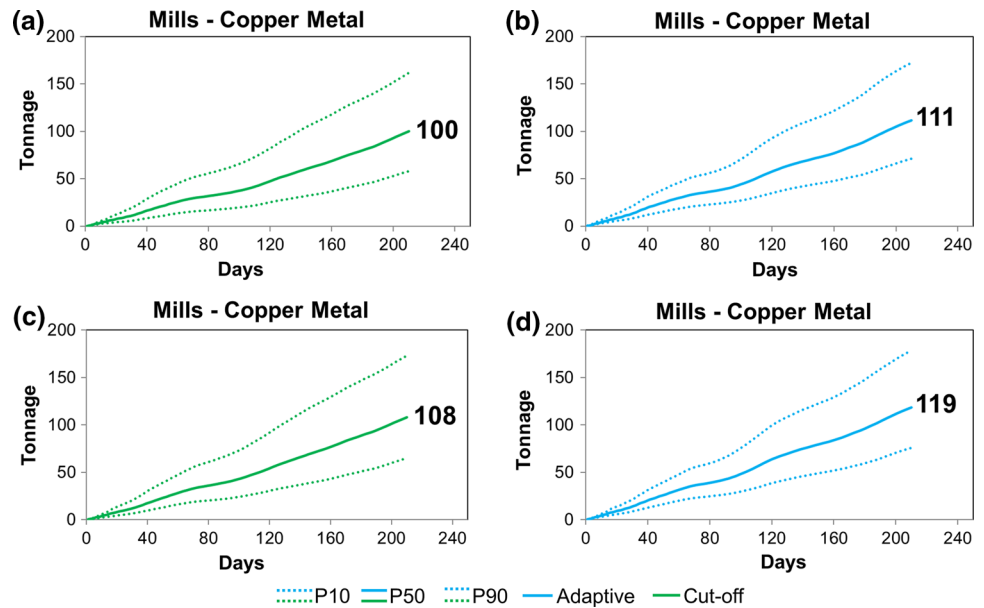 (a) Mills - Copper Metal
200
150
100
50
0
Tonnage
100
0 40 80 120 160 200 240
Days
(b) Mills - Copper Metal
200
150
100
50
0
Tonnage
111
0 40 80 120 160 200 240
Days
(c) Mills - Copper Metal
200
150
100
50
0
Tonnage
108
0 40 80 120 160 200 240
Days
(d) Mills - Copper Metal
200
150
100
50
0
Tonnage
119
0 40 80 120 160 200 240
Days
P10 P50 P90 Adaptive Cut-off